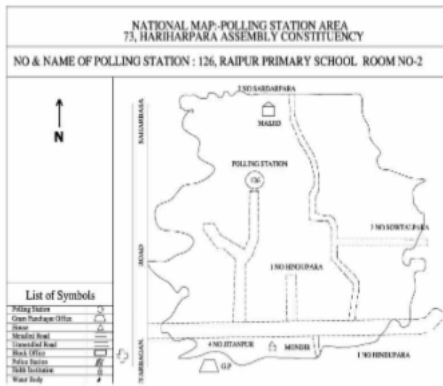 NATIONAL MAP:-POLLING STATION AREA
73, HARIHARPARA ASSEMBLY CONSTITUENCY
NO & NAME OF POLLING STATION : 126, RAIPUR PRIMARY SCHOOL ROOM NO-2
N
2 NO SARDARPARA
MASJID
POLLING STATION
126
3 NO SOWTALPARA
1 NO HINDUPARA
ROAD
4 NO JITANPUR
MONDIR
1 NO HINDUPARA
G.P
List of Symbols
Polling Station
Gram Panchayet Office
House
Metalled Road
Unmetalled Road
Block Office
Police Station
Helth Institution
Water Body